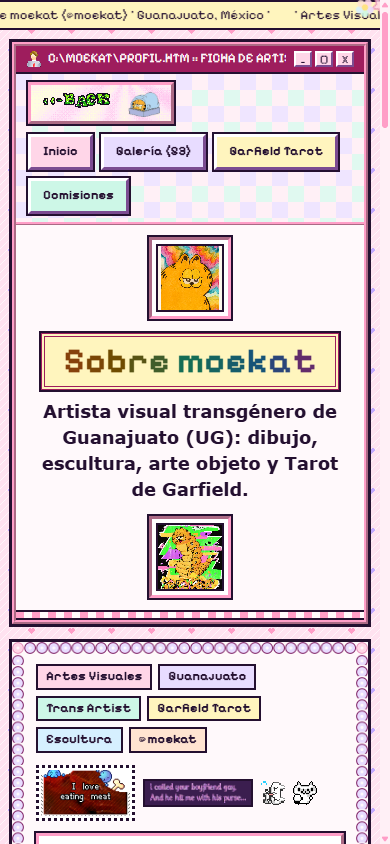 e moekat (@moekat) * Guanajuato, México * * Artes Visual
C:\MOEKAT\PROFIL.HTM :: FICHA DE ARTI
_ O X
BACK
Inicio
Galería (93)
Garfield Tarot
Comisiones
Sobre moekat
Artista visual transgénero de
Guanajuato (UG): dibujo,
escultura, arte objeto y Tarot
de Garfield.
Artes Visuales
Guanajuato
Trans Artist
Garfield Tarot
Escultura
@moekat
I love
eating meat
I called your boyfriend gay,
And he hit me with his purse...